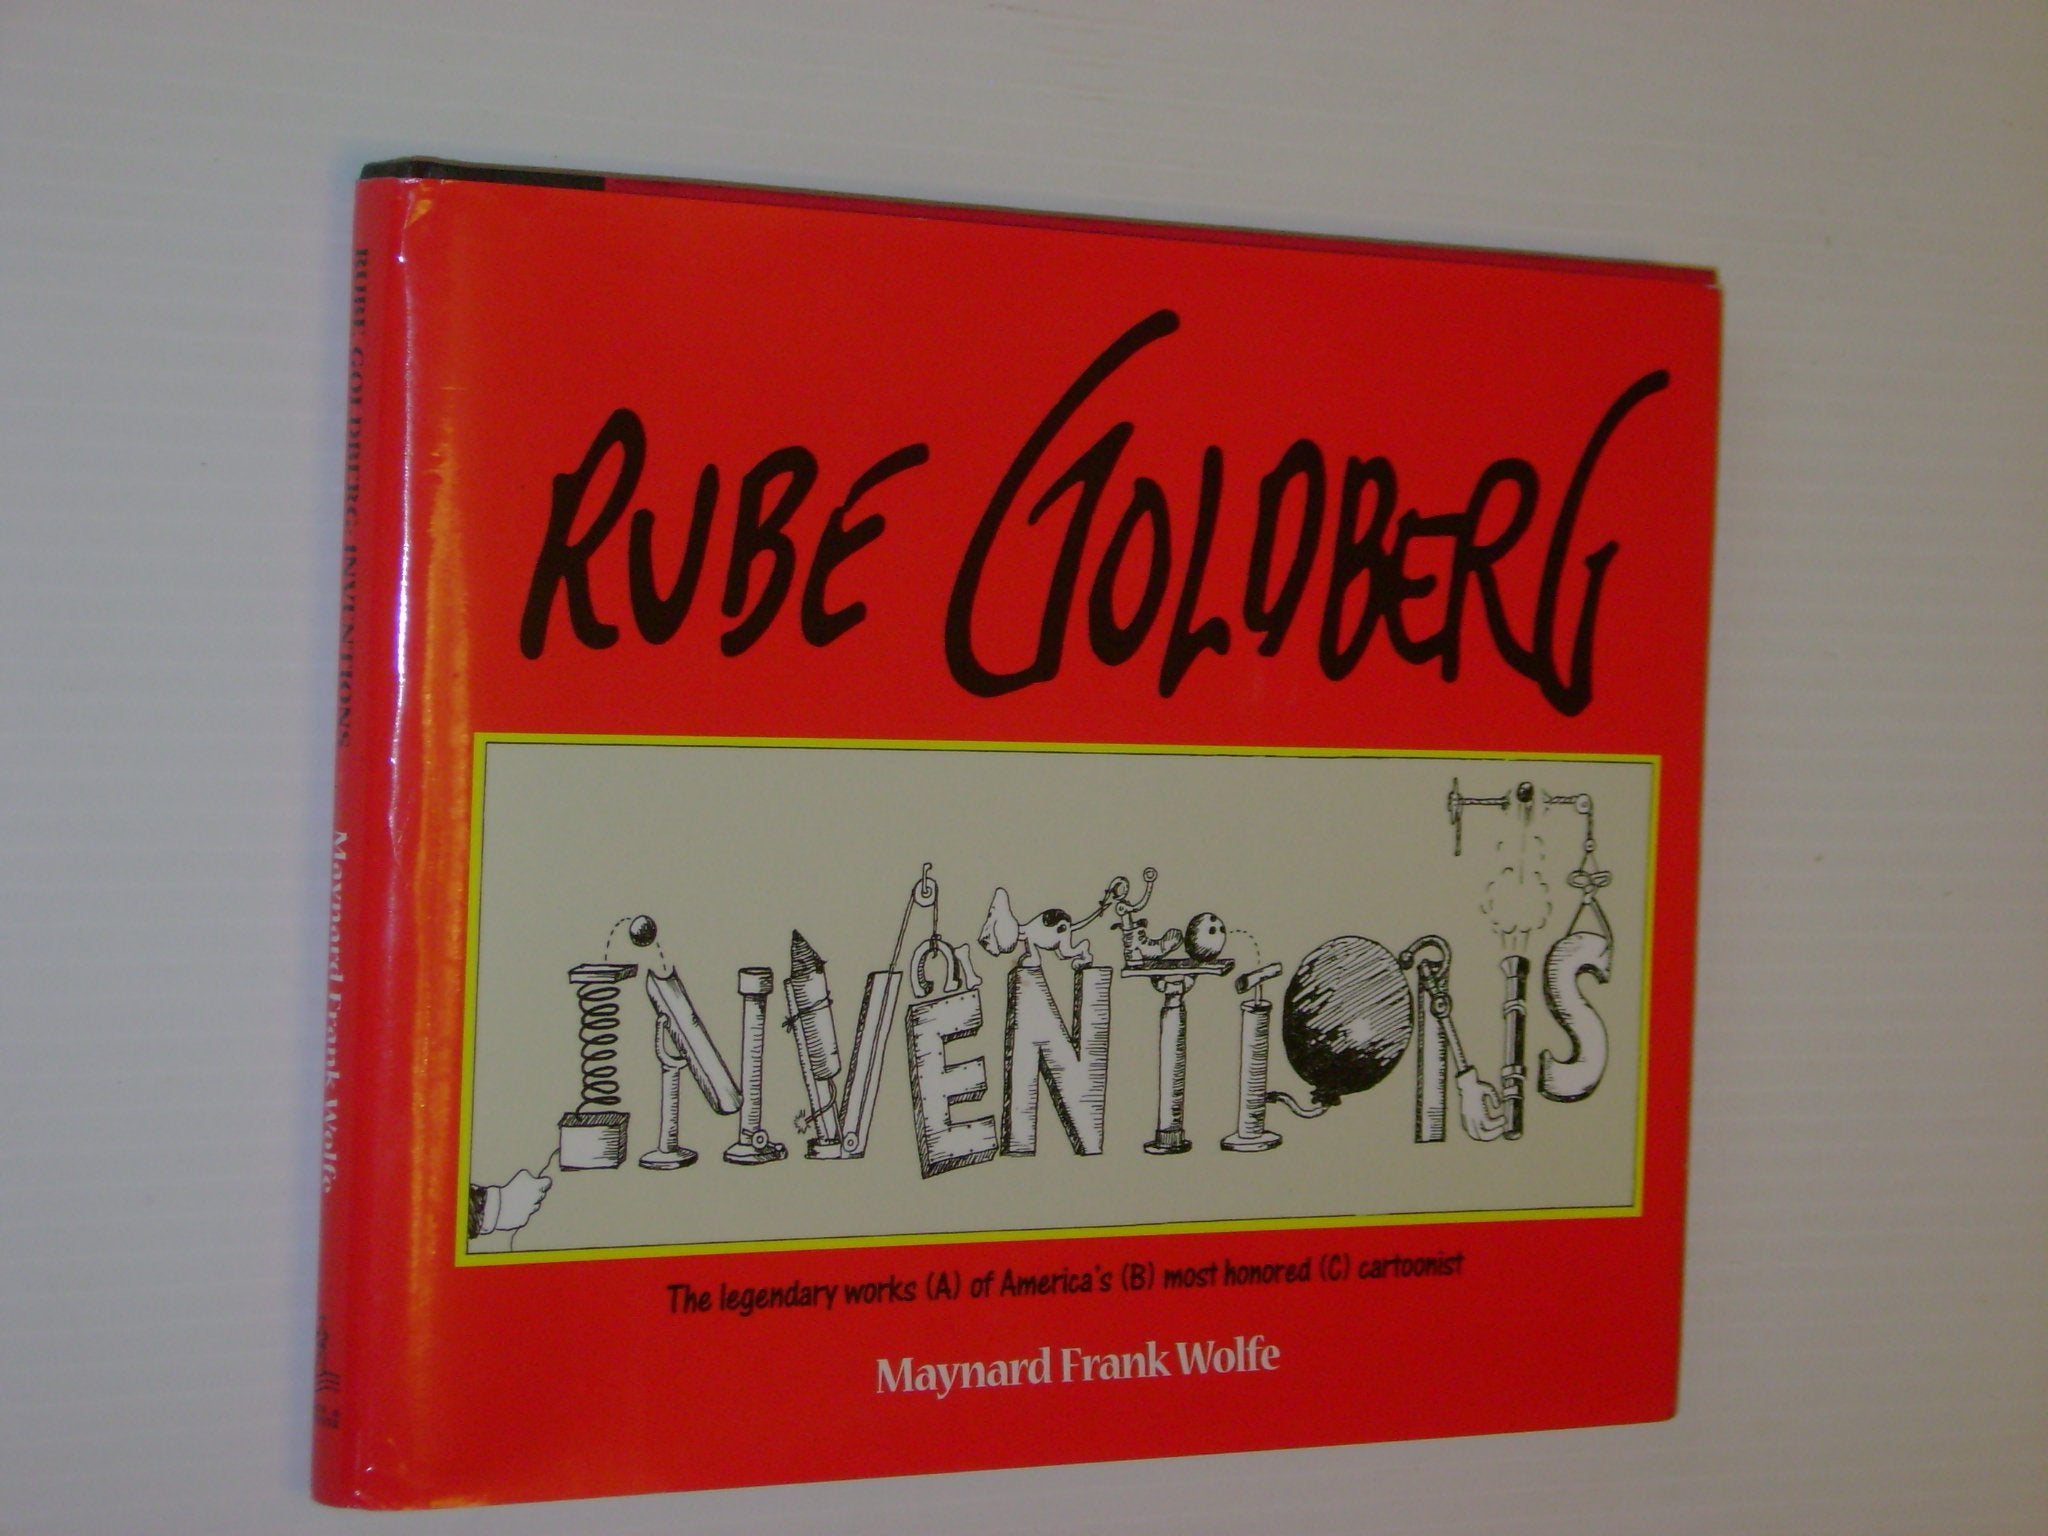 RUBE GOLDBERG
INVENTIONS
The legendary works (A) of America's (B) most honored (C) cartoonist
Maynard Frank Wolfe
RUBE GOLDBERG INVENTIONS
Maynard Frank Wolfe